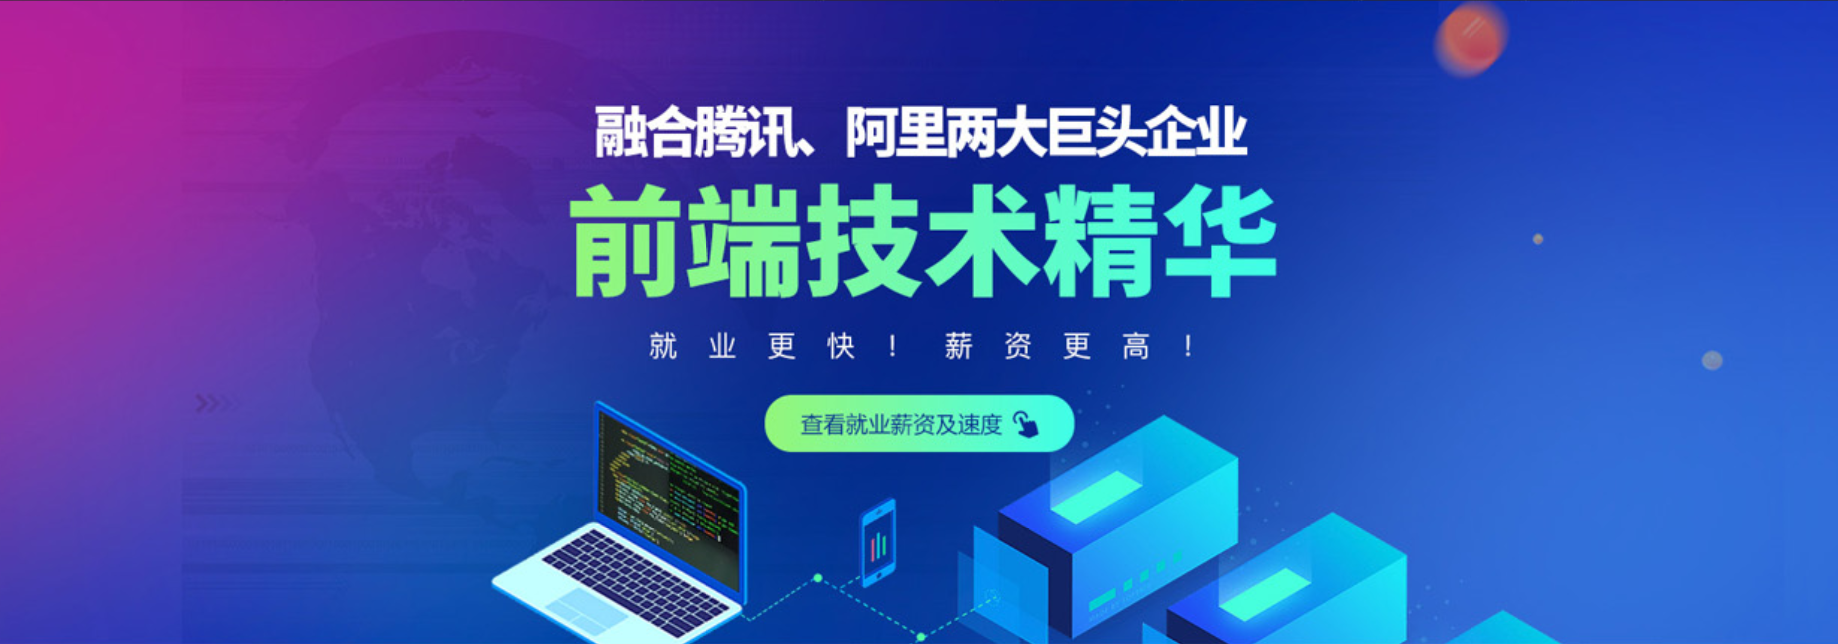 融合腾讯、阿里两大巨头企业
前端技术精华
就业更快！薪资更高！
查看就业薪资及速度